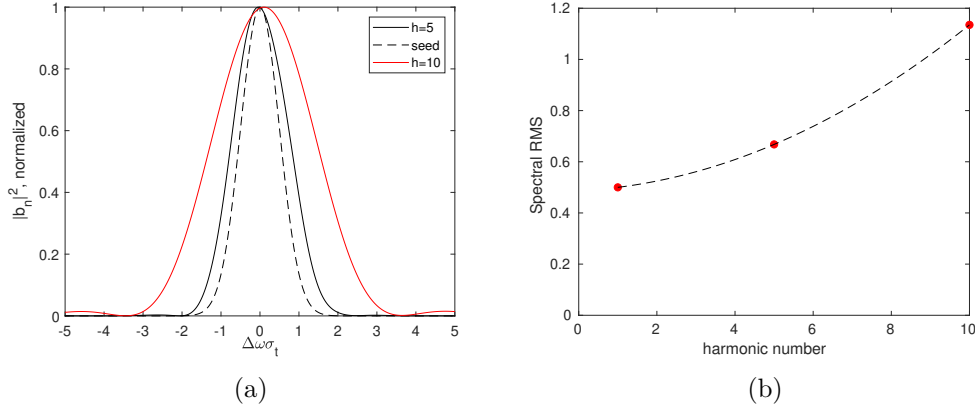 1
0.8
0.6
0.4
0.2
0
|b_n|^2, normalized
h=5
seed
h=10
-5 -4 -3 -2 -1 0 1 2 3 4 5
Δωσ_t
(a)
1.4
1.2
1
0.8
0.6
0.4
0.2
0
Spectral RMS
0 2 4 6 8 10
harmonic number
(b)